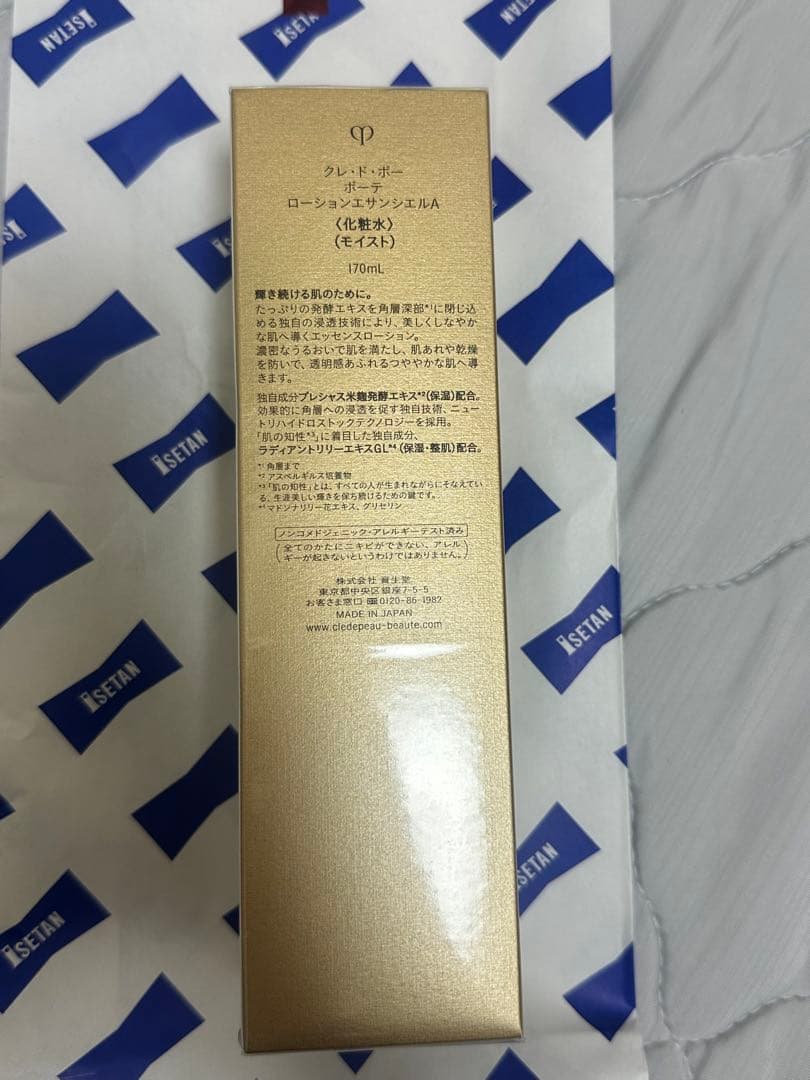 ISETAN
ISETAN
ISETAN
クレ・ド・ポー
ボーテ
ローションエサンシエルA
〈化粧水〉
(モイスト)
170mL
輝き続ける肌のために。
たっぷりの発酵エキスを角層深部*¹に閉じ込
める独自の浸透技術により、美しくしなやか
な肌へ導くエッセンスローション。
濃密なうるおいで肌を満たし、肌あれや乾燥
を防いで、透明感あふれるつややかな肌へ導
きます。
独自成分プレシャス米麹発酵エキス*²(保湿)配合。
効果的に角層への浸透を促す独自技術、ニュー
トリハイドロストックテクノロジーを採用。
「肌の知性*³」に着目した独自成分、
ラディアントリリーエキスGL*⁴(保湿・整肌)配合。
*¹ 角層まで
*² アスペルギルス培養物
*³「肌の知性」とは、すべての人が生まれながらにそなえてい
る、生涯美しい輝きを保ち続けるための鍵です。
*⁴ マドンナリリー花エキス、グリセリン
ノンコメドジェニック・アレルギーテスト済み
(全てのかたにニキビができない、アレル
ギーが起きないというわけではありません。)
株式会社 資生堂
東京都中央区銀座7-5-5
お客さま窓口 0120-86-1982
MADE IN JAPAN
www.cledepeau-beaute.com
ISETAN
ISETAN
ISETAN
ISETAN
ISETAN